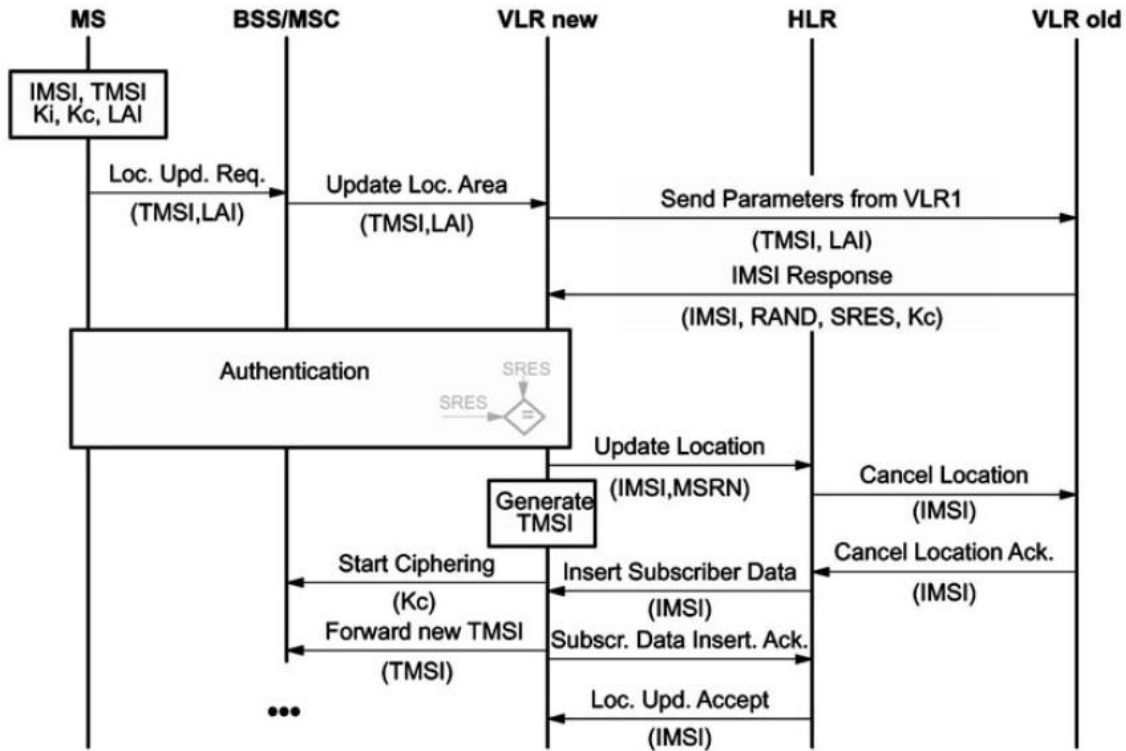 MS BSS/MSC VLR new HLR VLR old
IMSI, TMSI
Ki, Kc, LAI
Loc. Upd. Req.
(TMSI,LAI)
Update Loc. Area
(TMSI,LAI)
Send Parameters from VLR1
(TMSI, LAI)
IMSI Response
(IMSI, RAND, SRES, Kc)
Authentication
SRES
SRES
=
Update Location
(IMSI,MSRN)
Generate
TMSI
Cancel Location
(IMSI)
Cancel Location Ack.
(IMSI)
Start Ciphering
(Kc)
Insert Subscriber Data
(IMSI)
Forward new TMSI
(TMSI)
Subscr. Data Insert. Ack.
Loc. Upd. Accept
(IMSI)
•••